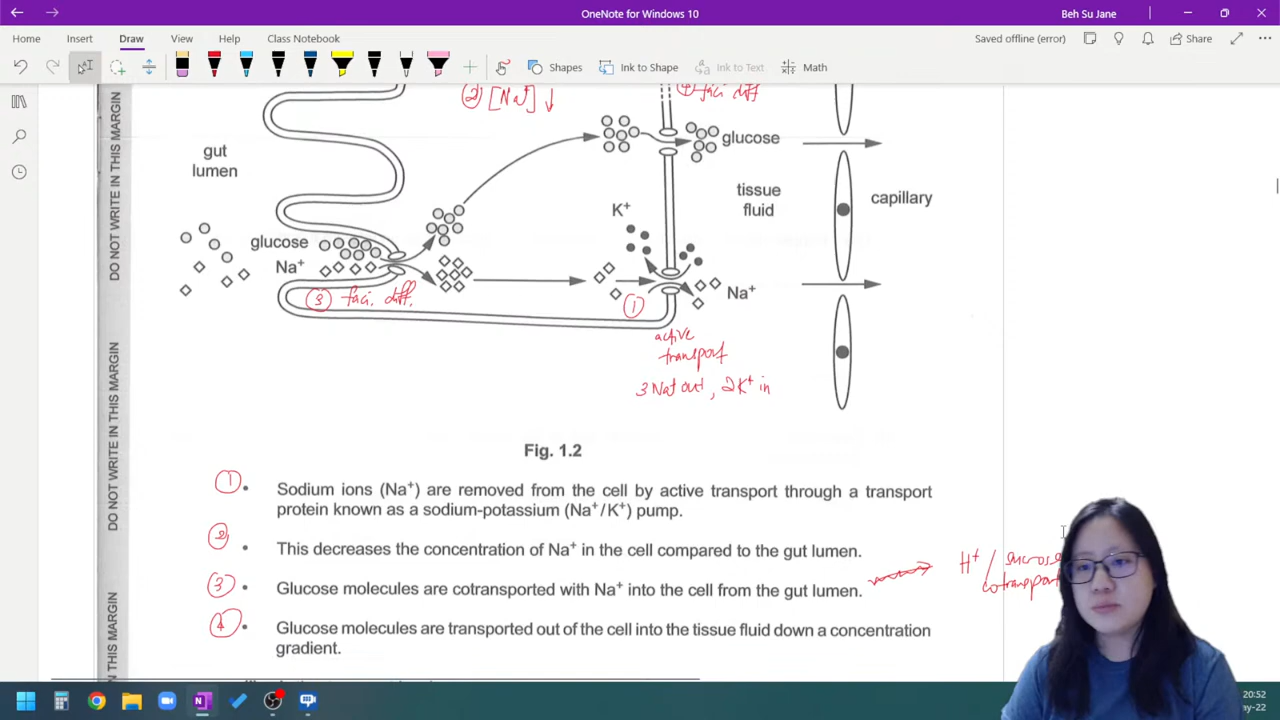 OneNote for Windows 10
Beh Su Jane
Home
Insert
Draw
View
Help
Class Notebook
Saved offline (error)
Share
Shapes
Ink to Shape
Ink to Text
Math
② [Na⁺] ↓
④ faci diff
gut
lumen
glucose
tissue
fluid
capillary
K⁺
glucose
Na⁺
Na⁺
③ faci. diff.
①
active
transport
3 Na⁺ out, 2K⁺ in
DO NOT WRITE IN THIS MARGIN
DO NOT WRITE IN THIS MARGIN
THIS MARGIN
Fig. 1.2
① • Sodium ions (Na⁺) are removed from the cell by active transport through a transport
protein known as a sodium-potassium (Na⁺/K⁺) pump.
② • This decreases the concentration of Na⁺ in the cell compared to the gut lumen.
③ • Glucose molecules are cotransported with Na⁺ into the cell from the gut lumen.
H⁺ / sucrose
cotransport
④ • Glucose molecules are transported out of the cell into the tissue fluid down a concentration
gradient.
20:52
ay-22